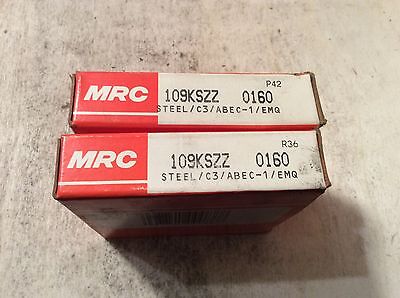 P42
MRC 109KSZZ 0160
STEEL/C3/ABEC-1/EMQ
R36
MRC 109KSZZ 0160
STEEL/C3/ABEC-1/EMQ